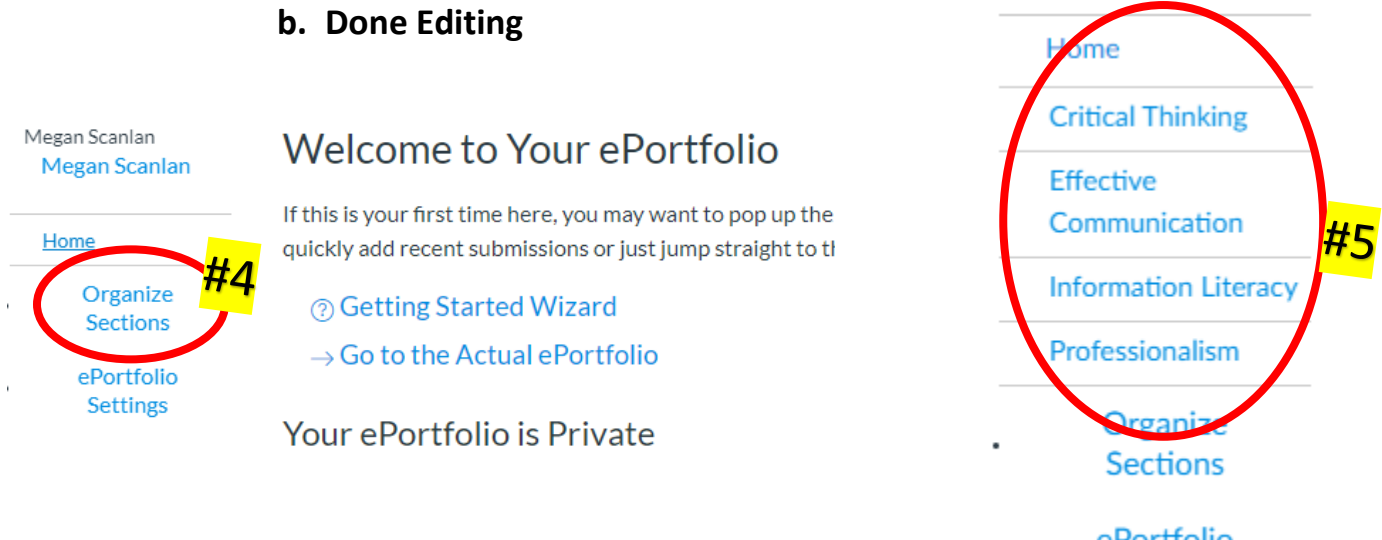 b. Done Editing
Megan Scanlan
Megan Scanlan
Home
Organize
Sections
#4
ePortfolio
Settings
Welcome to Your ePortfolio
If this is your first time here, you may want to pop up the
quickly add recent submissions or just jump straight to th
Getting Started Wizard
→ Go to the Actual ePortfolio
Your ePortfolio is Private
Home
Critical Thinking
Effective
Communication
#5
Information Literacy
Professionalism
Organize
Sections
ePortfolio